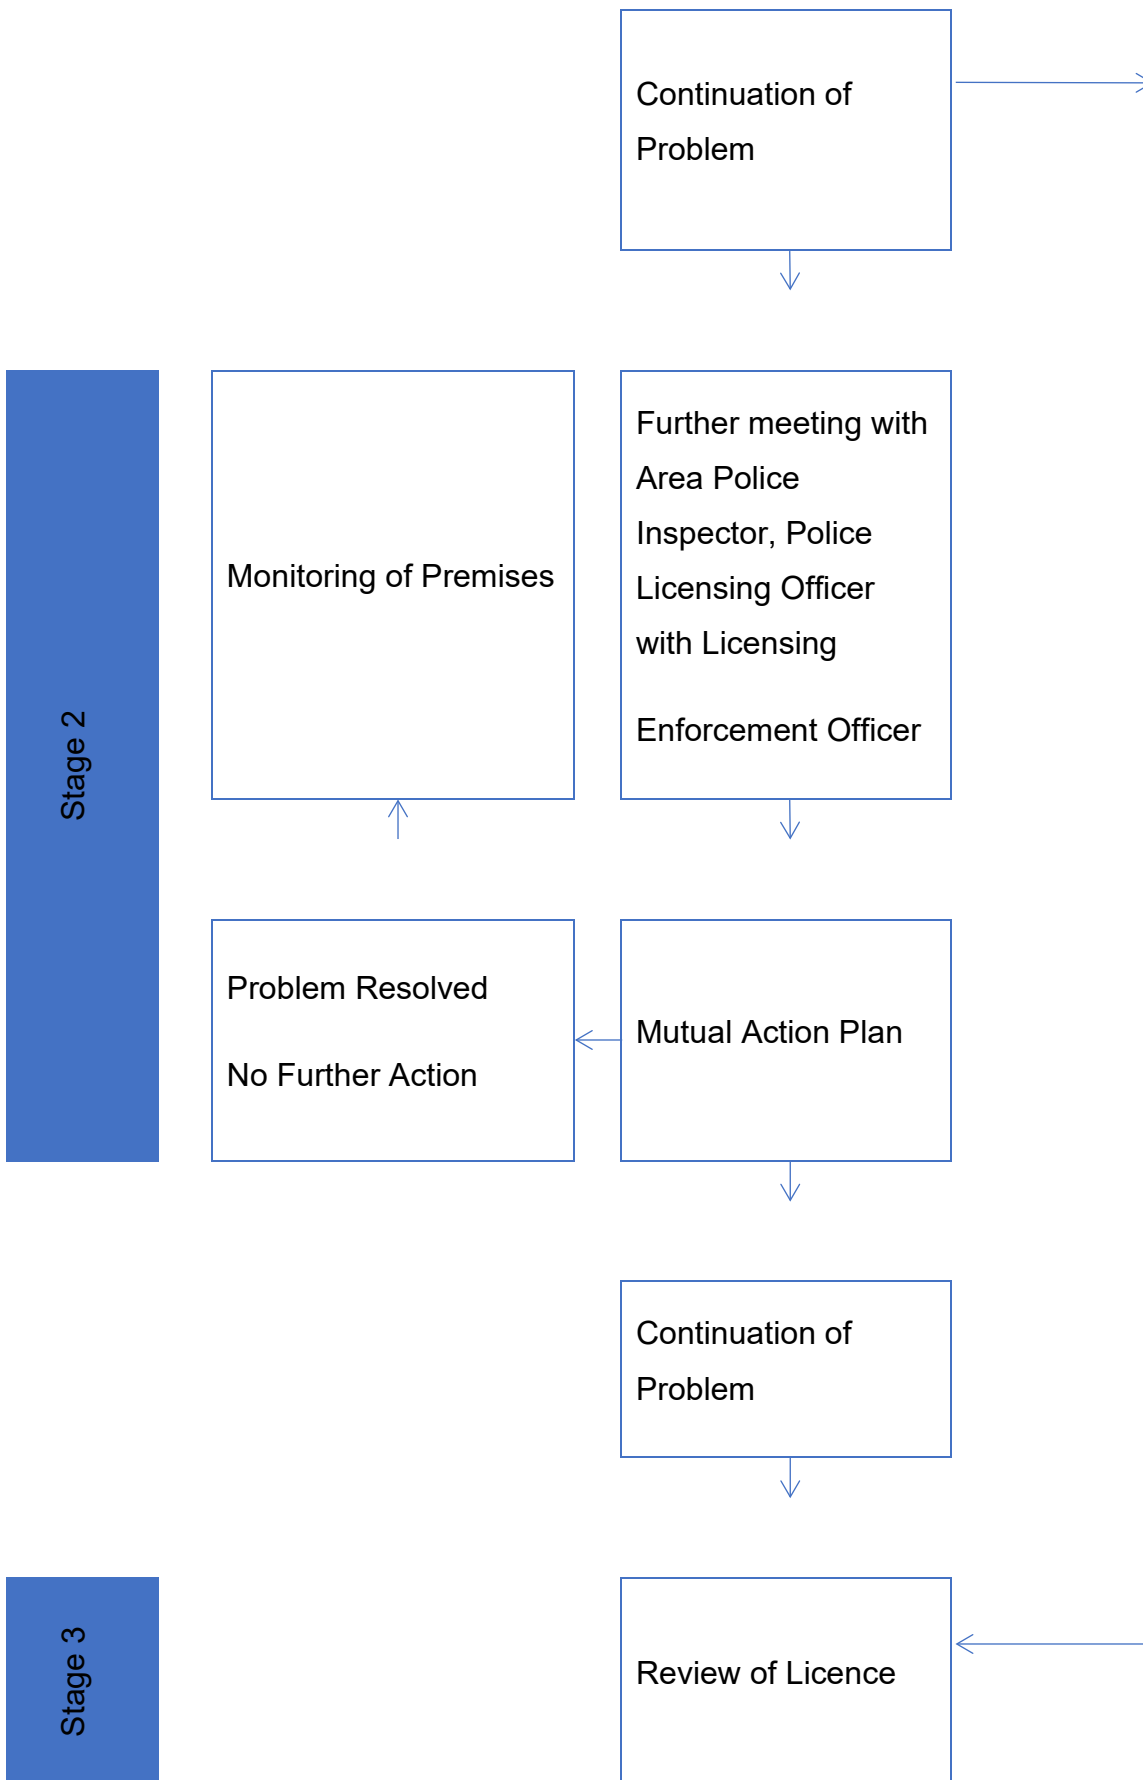 Continuation of
Problem
Stage 2
Monitoring of Premises
Further meeting with
Area Police
Inspector, Police
Licensing Officer
with Licensing
Enforcement Officer
Problem Resolved
No Further Action
Mutual Action Plan
Continuation of
Problem
Stage 3
Review of Licence